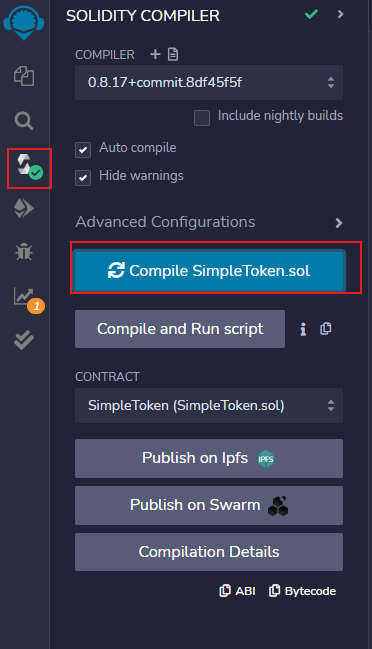 SOLIDITY COMPILER
COMPILER
0.8.17+commit.8df45f5f
Include nightly builds
Auto compile
Hide warnings
Advanced Configurations
Compile SimpleToken.sol
1
Compile and Run script
CONTRACT
SimpleToken (SimpleToken.sol)
Publish on Ipfs IPFS
Publish on Swarm
Compilation Details
ABI Bytecode